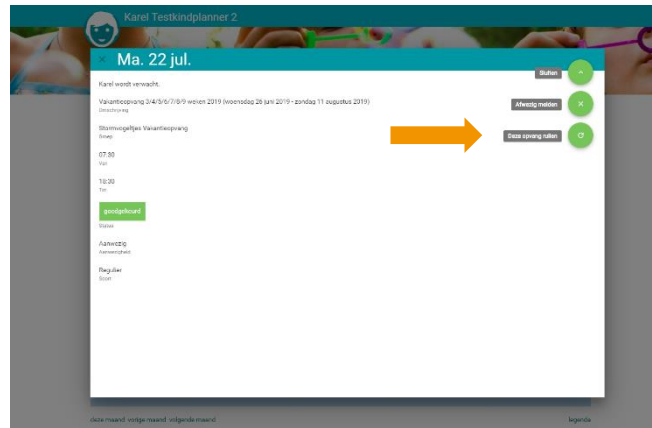 Karel Testkindplanner 2
× Ma. 22 jul.
Sluiten
Karel wordt verwacht.
Vakantieopvang 3/4/5/6/7/8/9 weken 2019 (woensdag 26 juni 2019 - zondag 11 augustus 2019)
Omschrijving
Afwezig melden
Stormvogeltjes Vakantieopvang
Groep
Deze opvang ruilen
07:30
Van
18:30
Tot
goedgekeurd
Status
Aanwezig
Aanwezigheid
Regulier
Soort
deze maand vorige maand volgende maand
legenda